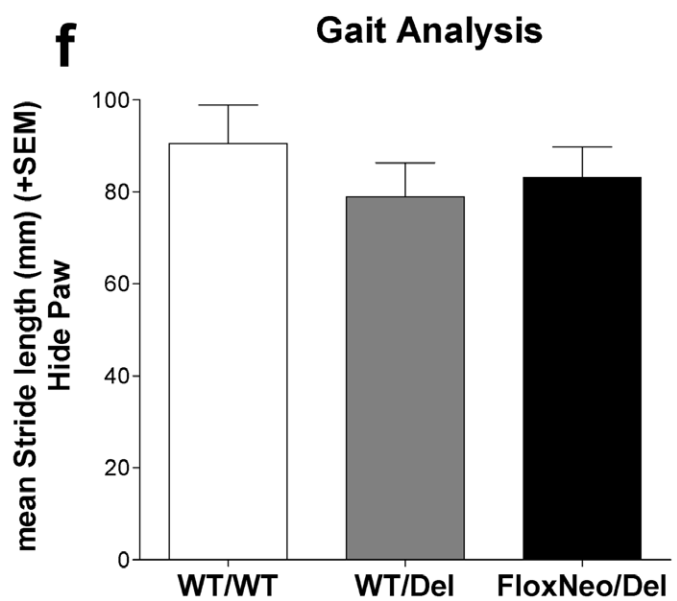 f
Gait Analysis
mean Stride length (mm) (+SEM)
Hide Paw
100
80
60
40
20
0
WT/WT
WT/Del
FloxNeo/Del